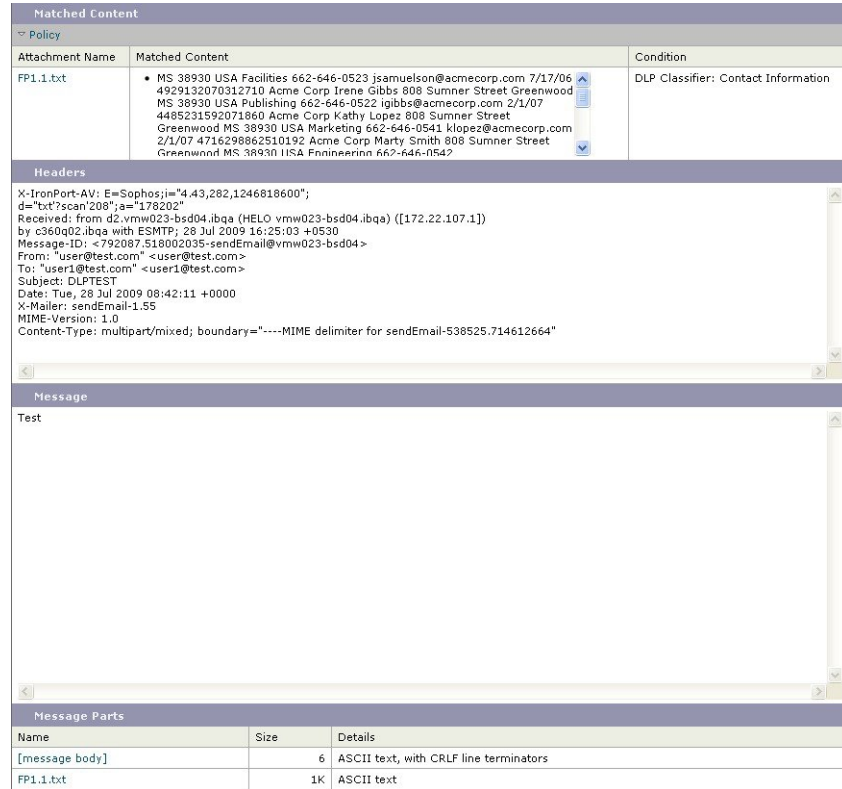 Matched Content
Policy
Attachment Name Matched Content Condition
FP1.1.txt • MS 38930 USA Facilities 662-646-0523 jsamuelson@acmecorp.com 7/17/06 DLP Classifier: Contact Information
4929132070312710 Acme Corp Irene Gibbs 808 Sumner Street Greenwood
MS 38930 USA Publishing 662-646-0522 igibbs@acmecorp.com 2/1/07
4485231592071860 Acme Corp Kathy Lopez 808 Sumner Street
Greenwood MS 38930 USA Marketing 662-646-0541 klopez@acmecorp.com
2/1/07 4716298862510192 Acme Corp Marty Smith 808 Sumner Street
Greenwood MS 38930 USA Engineering 662-646-0542
Headers
X-IronPort-AV: E=Sophos;i="4.43,282,1246818600";
d="txt'?scan'208";a="178202"
Received: from d2.vmw023-bsd04.ibqa (HELO vmw023-bsd04.ibqa) ([172.22.107.1])
by c360q02.ibqa with ESMTP; 28 Jul 2009 16:25:03 +0530
Message-ID: <792087.518002035-sendEmail@vmw023-bsd04>
From: "user@test.com" <user@test.com>
To: "user1@test.com" <user1@test.com>
Subject: DLPTEST
Date: Tue, 28 Jul 2009 08:42:11 +0000
X-Mailer: sendEmail-1.55
MIME-Version: 1.0
Content-Type: multipart/mixed; boundary="----MIME delimiter for sendEmail-538525.714612664"
Message
Test
Message Parts
Name Size Details
[message body] 6 ASCII text, with CRLF line terminators
FP1.1.txt 1K ASCII text